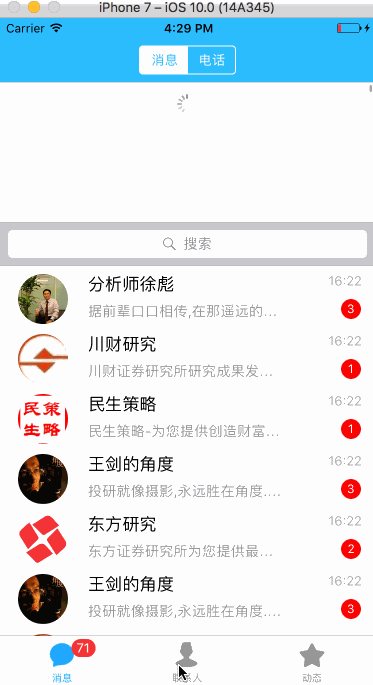 iPhone 7 – iOS 10.0 (14A345)
Carrier 4:29 PM
消息 电话
搜索
分析师徐彪 16:22
据前辈口口相传,在那遥远的... 3
川财研究 16:22
川财证券研究所研究成果发... 1
民策
生略
民生策略 16:22
民生策略-为您提供创造财富... 1
王剑的角度 16:22
投研就像摄影,永远胜在角度.... 3
东方研究 16:22
东方证券研究所为您提供最... 2
王剑的角度 16:22
投研就像摄影,永远胜在角度.... 3
71
消息 联系人 动态